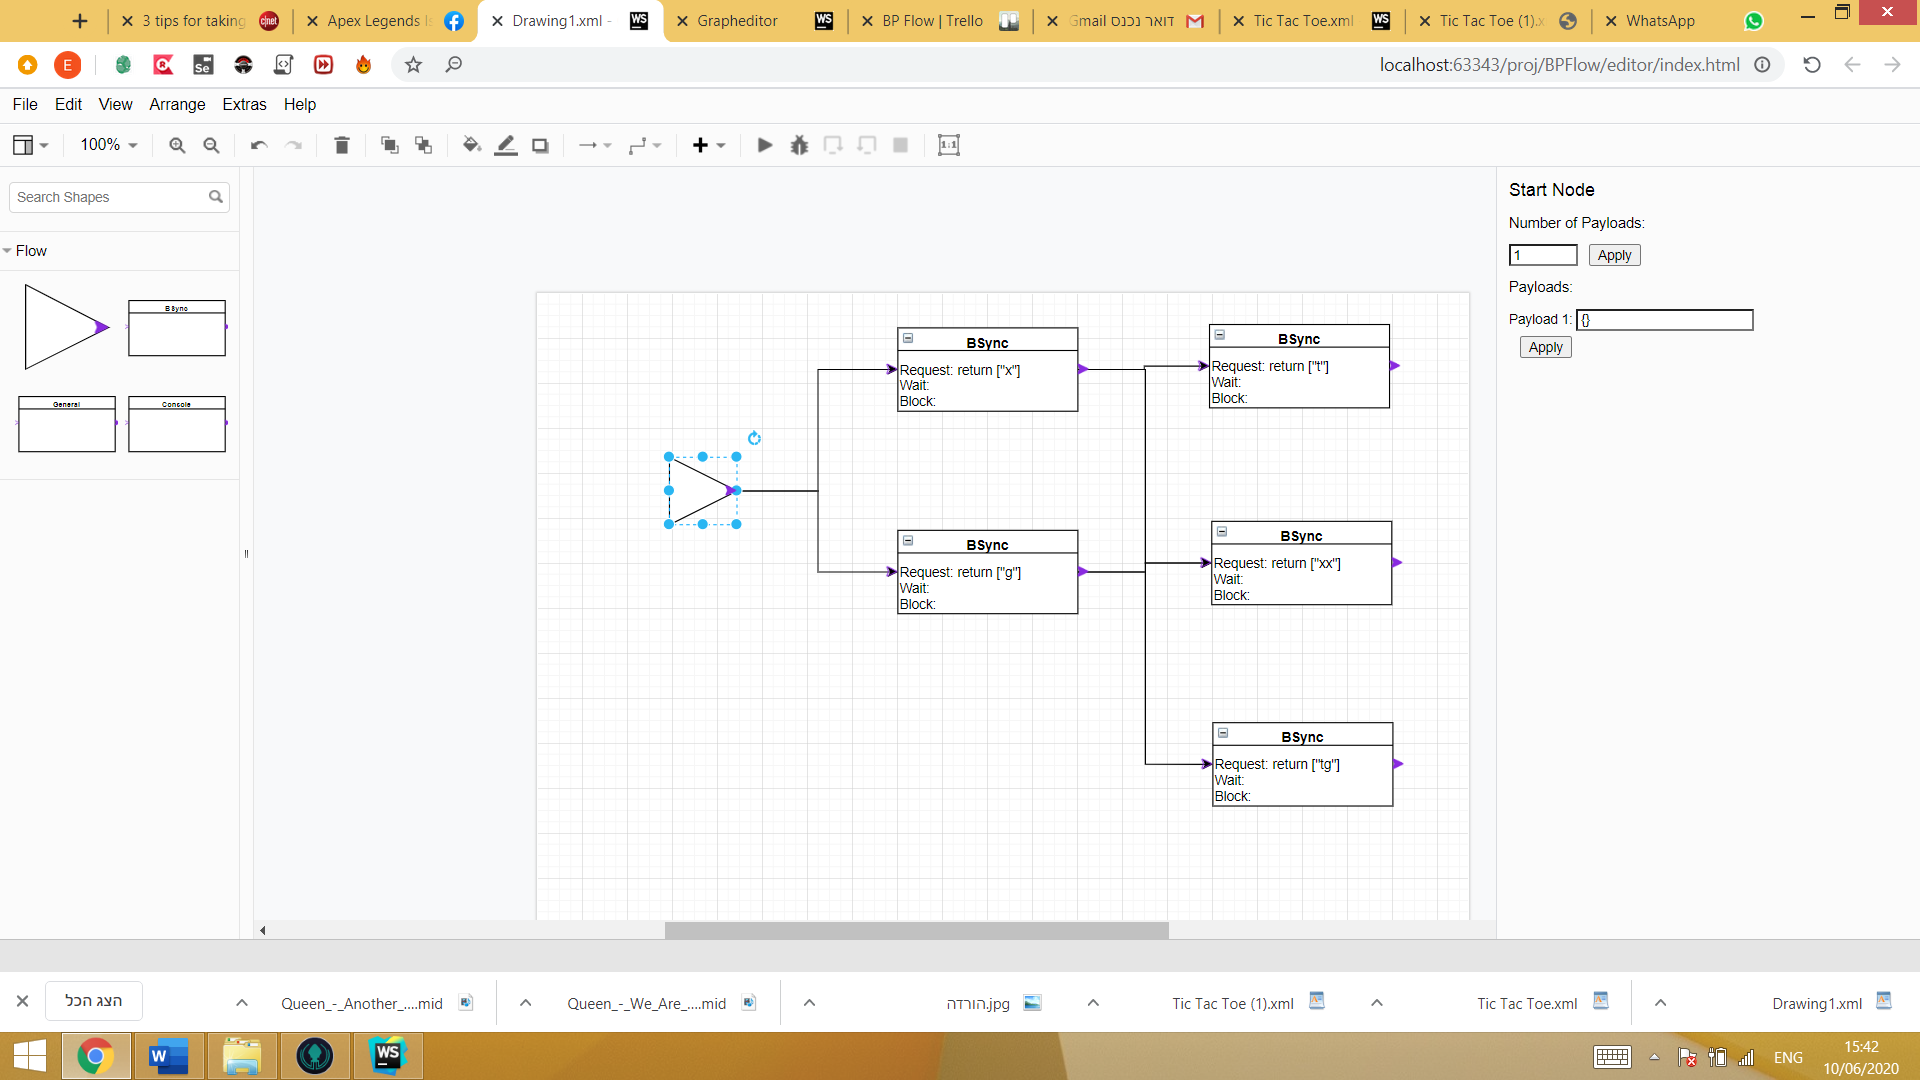 3 tips for taking
Apex Legends Is
Drawing1.xml -
Grapheditor
BP Flow | Trello
Gmail דואר נכנס
Tic Tac Toe.xml
Tic Tac Toe (1).x
WhatsApp
E
localhost:63343/proj/BPFlow/editor/index.html
File Edit View Arrange Extras Help
100%
1:1
Search Shapes
Flow
BSync
General
Console
BSync
Request: return ["x"]
Wait:
Block:
BSync
Request: return ["g"]
Wait:
Block:
BSync
Request: return ["t"]
Wait:
Block:
BSync
Request: return ["xx"]
Wait:
Block:
BSync
Request: return ["tg"]
Wait:
Block:
Start Node
Number of Payloads:
1 Apply
Payloads:
Payload 1: {}
Apply
הצג הכל
Queen_-_Another_....mid
Queen_-_We_Are_....mid
הורדה.jpg
Tic Tac Toe (1).xml
Tic Tac Toe.xml
Drawing1.xml
ENG
15:42
10/06/2020